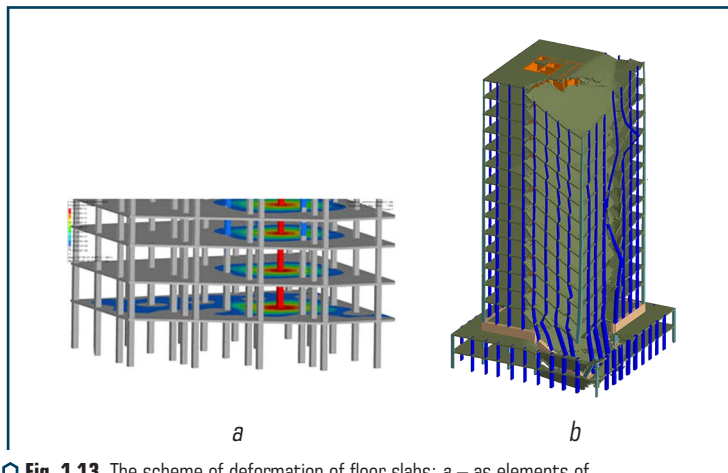 a
b
Fig. 1.13 The scheme of deformation of floor slabs: a – as elements of